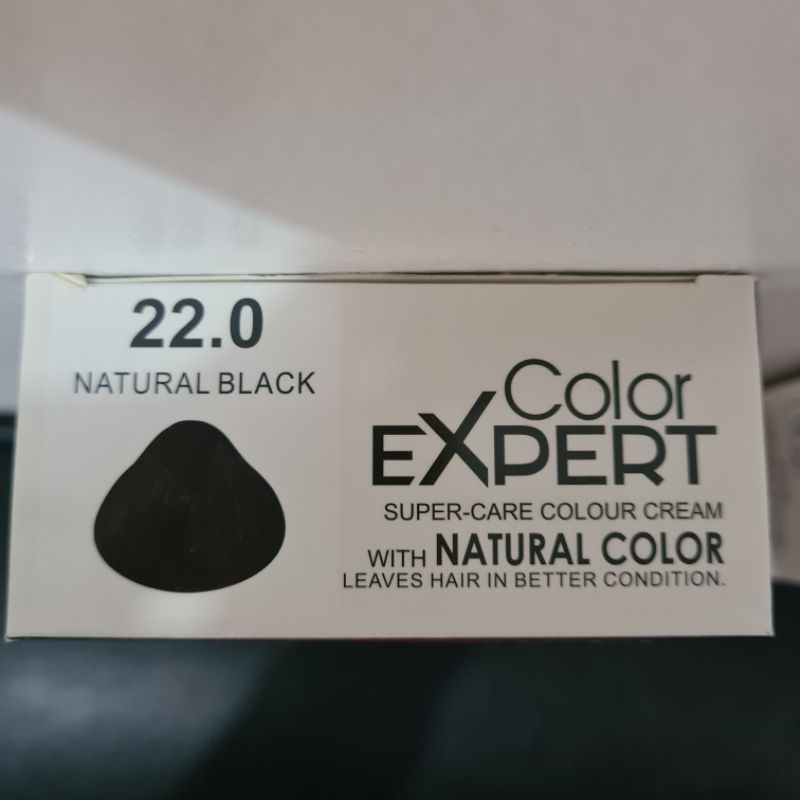 22.0
NATURAL BLACK
Color
EXPERT
SUPER-CARE COLOUR CREAM
WITH NATURAL COLOR
LEAVES HAIR IN BETTER CONDITION.